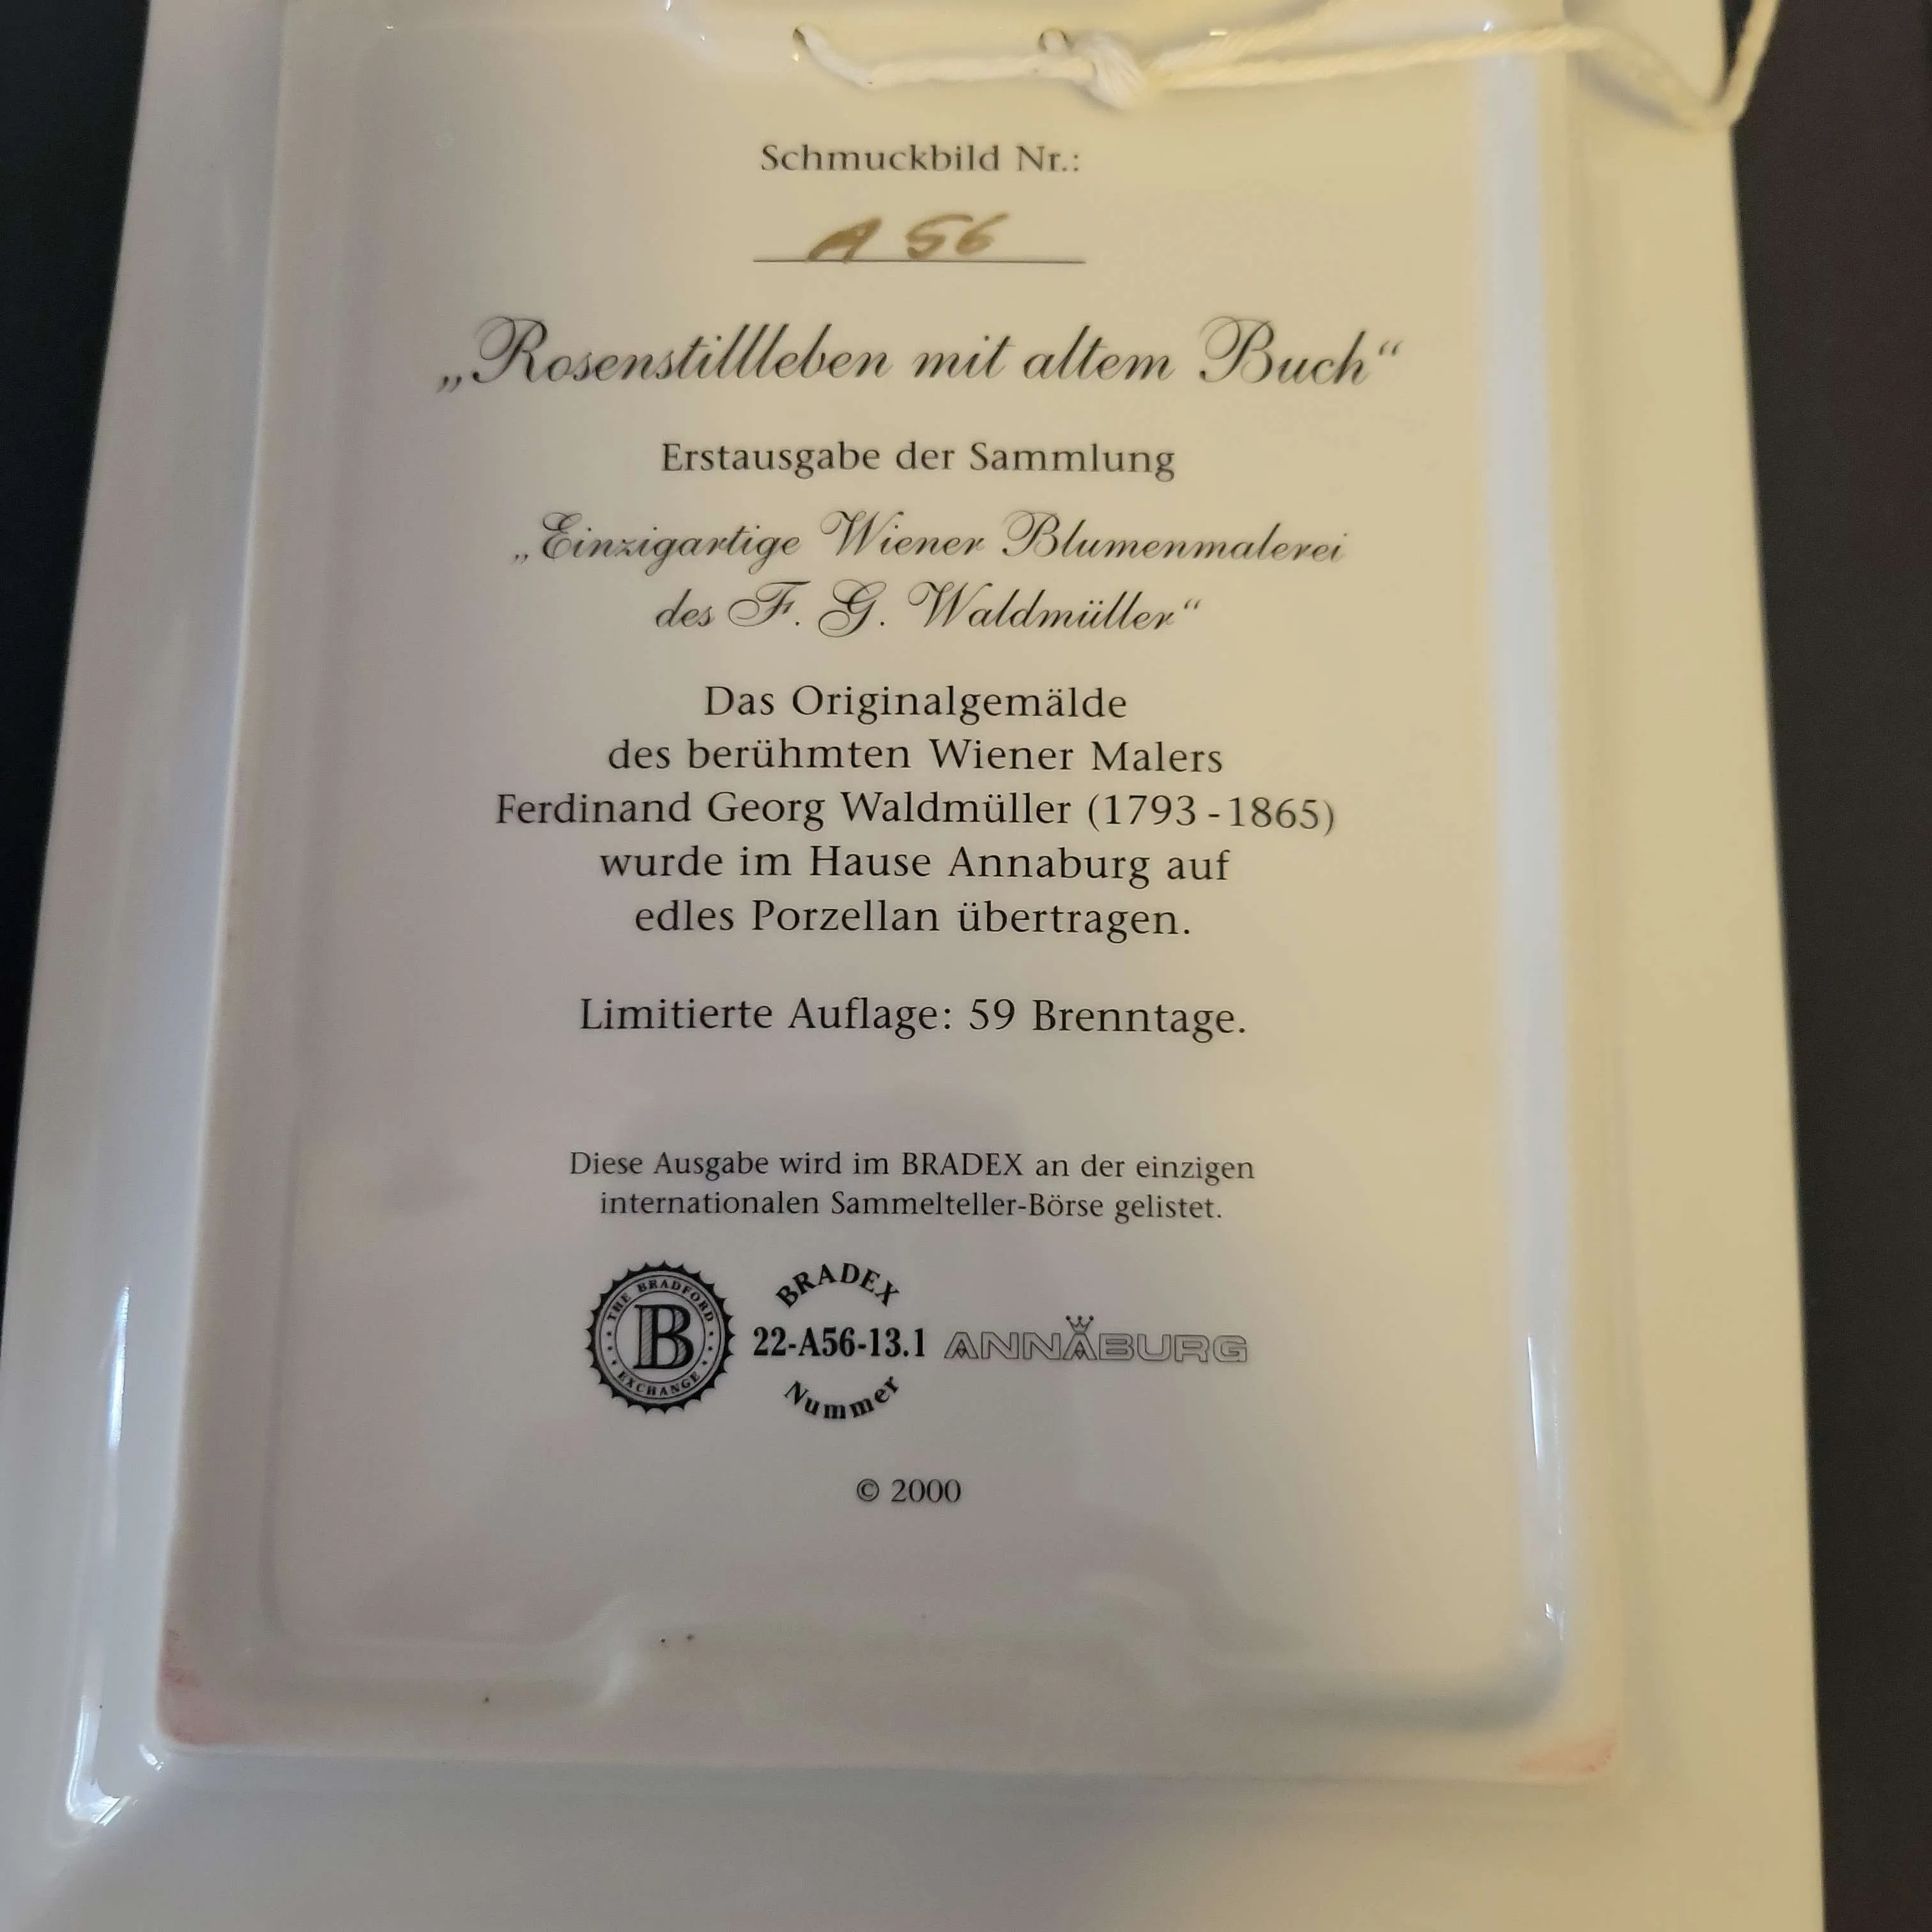 Schmuckbild Nr.:
A 56
„Rosenstillleben mit altem Buch“
Erstausgabe der Sammlung
„Einzigartige Wiener Blumenmalerei
des F. G. Waldmüller“
Das Originalgemälde
des berühmten Wiener Malers
Ferdinand Georg Waldmüller (1793 - 1865)
wurde im Hause Annaburg auf
edles Porzellan übertragen.
Limitierte Auflage: 59 Brenntage.
Diese Ausgabe wird im BRADEX an der einzigen
internationalen Sammelteller-Börse gelistet.
THE BRADFORD
B
EXCHANGE
BRADEX
22-A56-13.1
Nummer
ANNABURG
© 2000